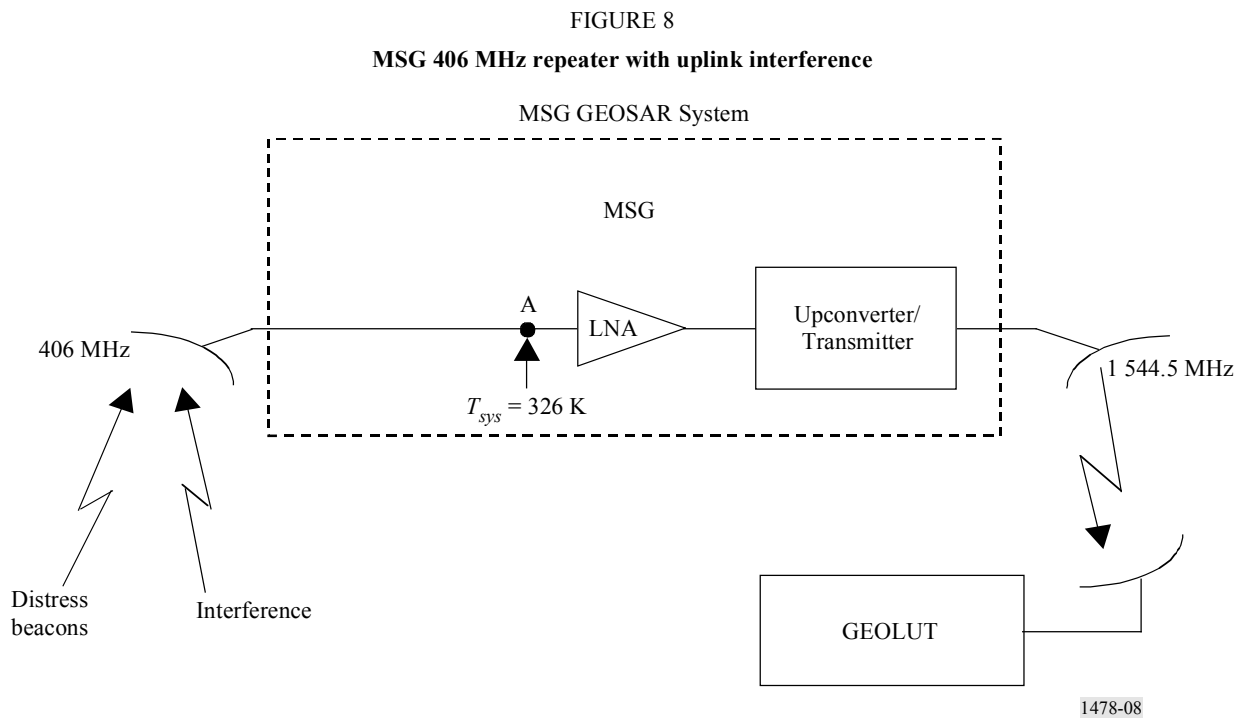 FIGURE 8
MSG 406 MHz repeater with uplink interference
MSG GEOSAR System
MSG
A
LNA
Upconverter/
Transmitter
406 MHz
1 544.5 MHz
Tsys = 326 K
Distress
beacons
Interference
GEOLUT
1478-08